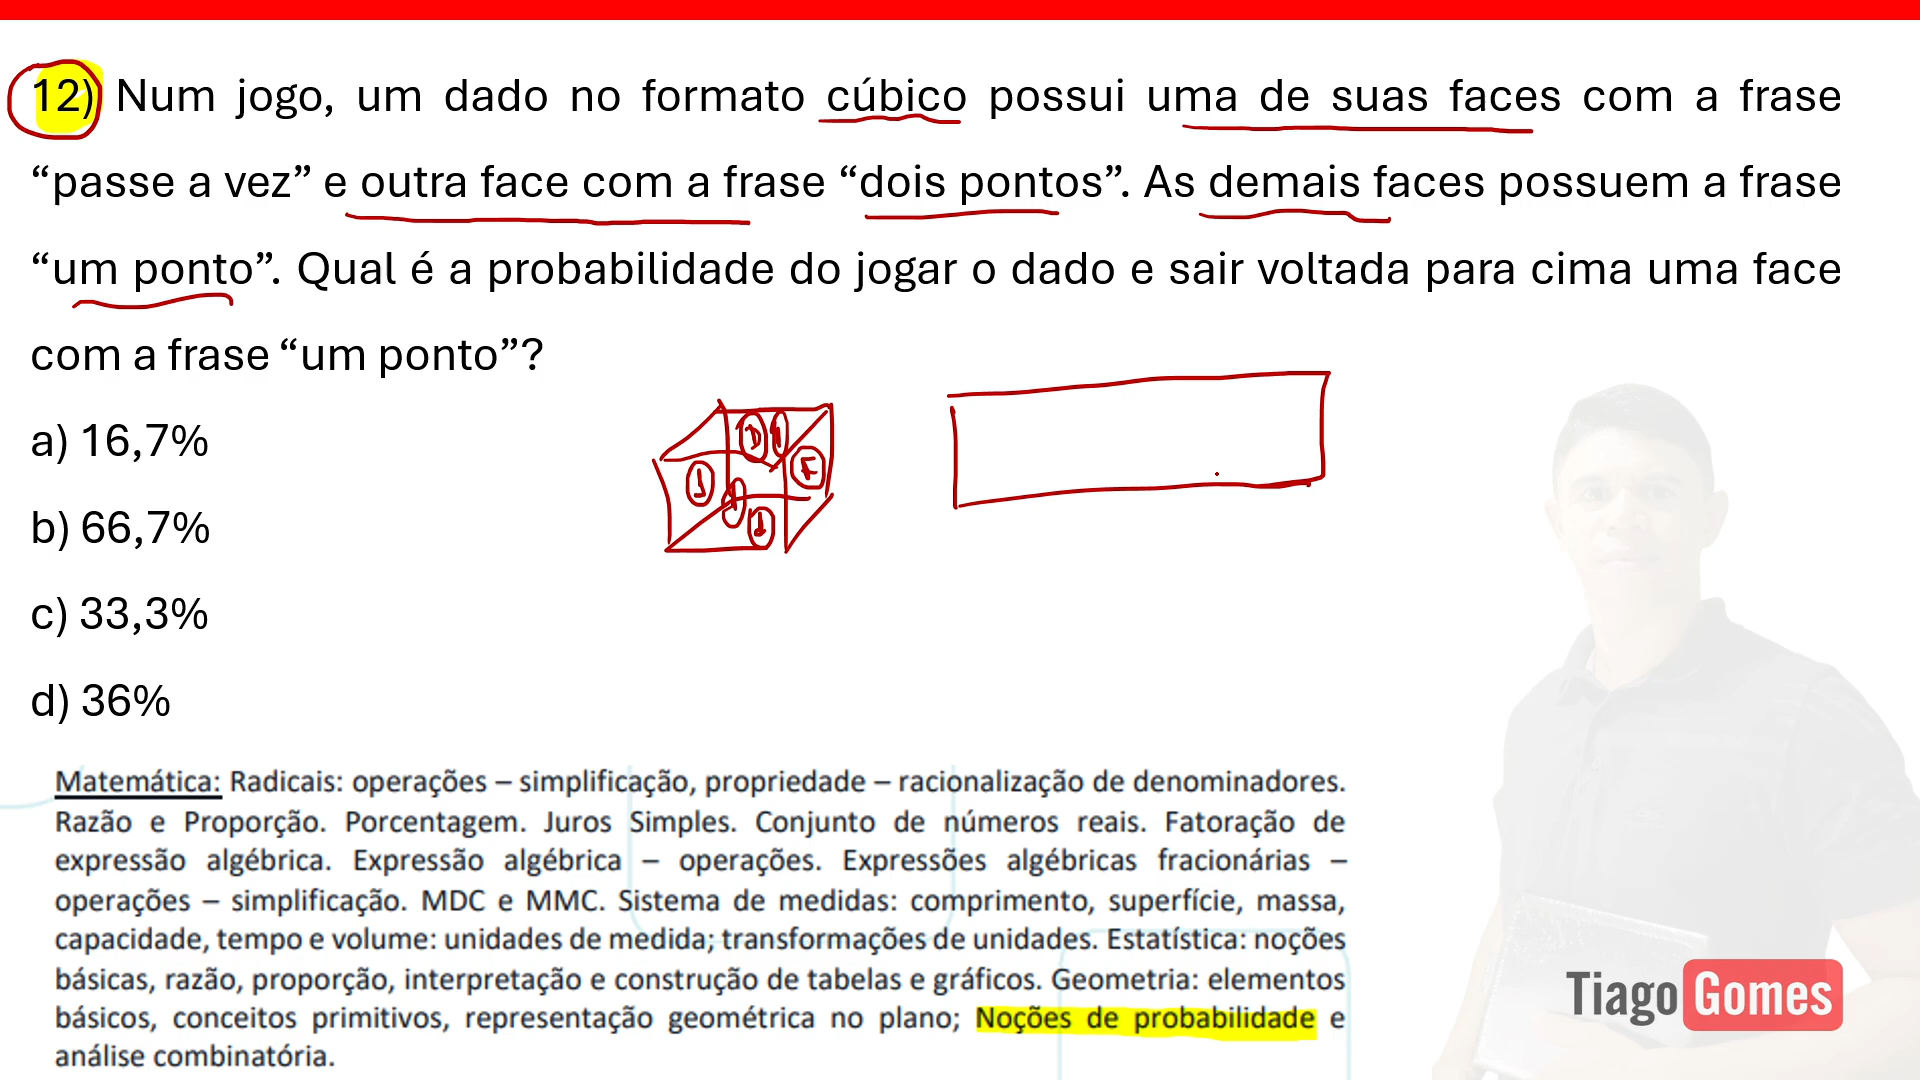 12) Num jogo, um dado no formato cúbico possui uma de suas faces com a frase
“passe a vez” e outra face com a frase “dois pontos”. As demais faces possuem a frase
“um ponto”. Qual é a probabilidade do jogar o dado e sair voltada para cima uma face
com a frase “um ponto”?
a) 16,7%
b) 66,7%
c) 33,3%
d) 36%
Matemática: Radicais: operações – simplificação, propriedade – racionalização de denominadores.
Razão e Proporção. Porcentagem. Juros Simples. Conjunto de números reais. Fatoração de
expressão algébrica. Expressão algébrica – operações. Expressões algébricas fracionárias –
operações – simplificação. MDC e MMC. Sistema de medidas: comprimento, superfície, massa,
capacidade, tempo e volume: unidades de medida; transformações de unidades. Estatística: noções
básicas, razão, proporção, interpretação e construção de tabelas e gráficos. Geometria: elementos
básicos, conceitos primitivos, representação geométrica no plano; Noções de probabilidade e
análise combinatória.
Tiago Gomes